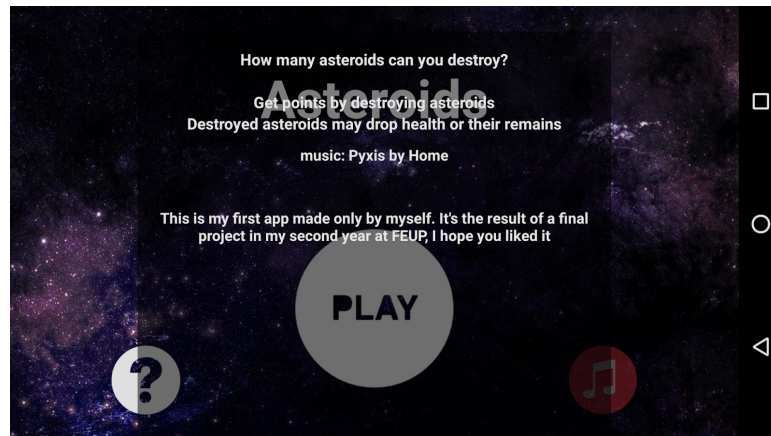 How many asteroids can you destroy?
Asteroids
Get points by destroying asteroids
Destroyed asteroids may drop health or their remains
music: Pyxis by Home
This is my first app made only by myself. It's the result of a final
project in my second year at FEUP, I hope you liked it
PLAY
?